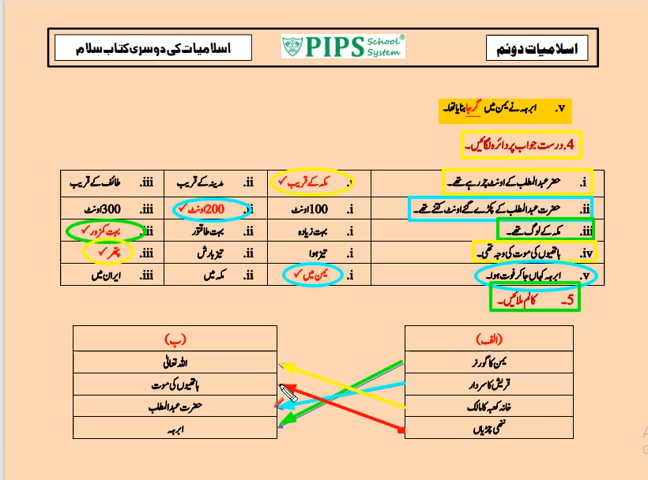 اسلامیات دوئم
PIPS School System
اسلامیات کی دوسری کتاب سلام
v. ابرہہ نے یمن میں گرجا بنایا تھا۔
4. درست جواب پر دائرہ لگائیں۔
i. حضر عبدالمطلب کے اونٹ چر رہے تھے۔ i. مکہ کے قریب ✓ ii. مدینہ کے قریب iii. طائف کے قریب
ii. حضرت عبدالمطلب کے پکڑے گئے اونٹ کتنے تھے۔ i. 100 اونٹ ii. 200 اونٹ ✓ iii. 300 اونٹ
iii. مکہ کے لوگ تھے۔ i. بہت زیادہ ii. بہت طاقتور iii. بہت کمزور ✓
iv. ہاتھیوں کی موت کی وجہ تھی۔ i. تیز ہوا ii. تیز بارش iii. پتھر ✓
v. ابرہہ کہاں جا کر فوت ہوا۔ i. یمن میں ✓ ii. مکہ میں iii. ایران میں
5۔ کالم ملائیں۔
(الف) (ب)
یمن کا گورنر اللہ تعالیٰ
قریش کا سردار ہاتھیوں کی موت
خانہ کعبہ کا مالک حضرت عبدالمطلب
ننھی چڑیاں ابرہہ